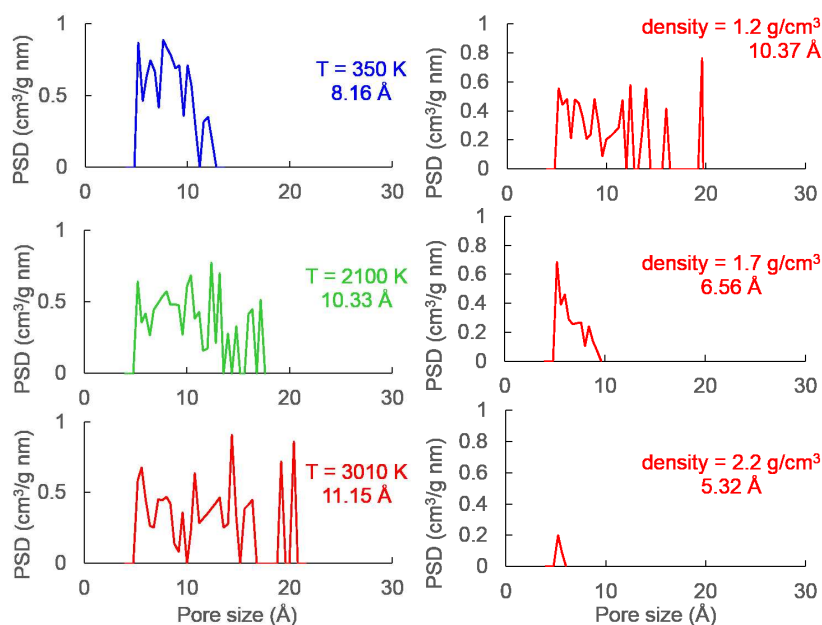 PSD (cm³/g nm)
1
0.5
0
T = 350 K
8.16 Å
0 10 20 30
PSD (cm³/g nm)
1
0.8
0.6
0.4
0.2
0
density = 1.2 g/cm³
10.37 Å
0 10 20 30
PSD (cm³/g nm)
1
0.5
0
T = 2100 K
10.33 Å
0 10 20 30
PSD (cm³/g nm)
1
0.8
0.6
0.4
0.2
0
density = 1.7 g/cm³
6.56 Å
0 10 20 30
PSD (cm³/g nm)
1
0.5
0
T = 3010 K
11.15 Å
0 10 20 30
Pore size (Å)
PSD (cm³/g nm)
1
0.8
0.6
0.4
0.2
0
density = 2.2 g/cm³
5.32 Å
0 10 20 30
Pore size (Å)